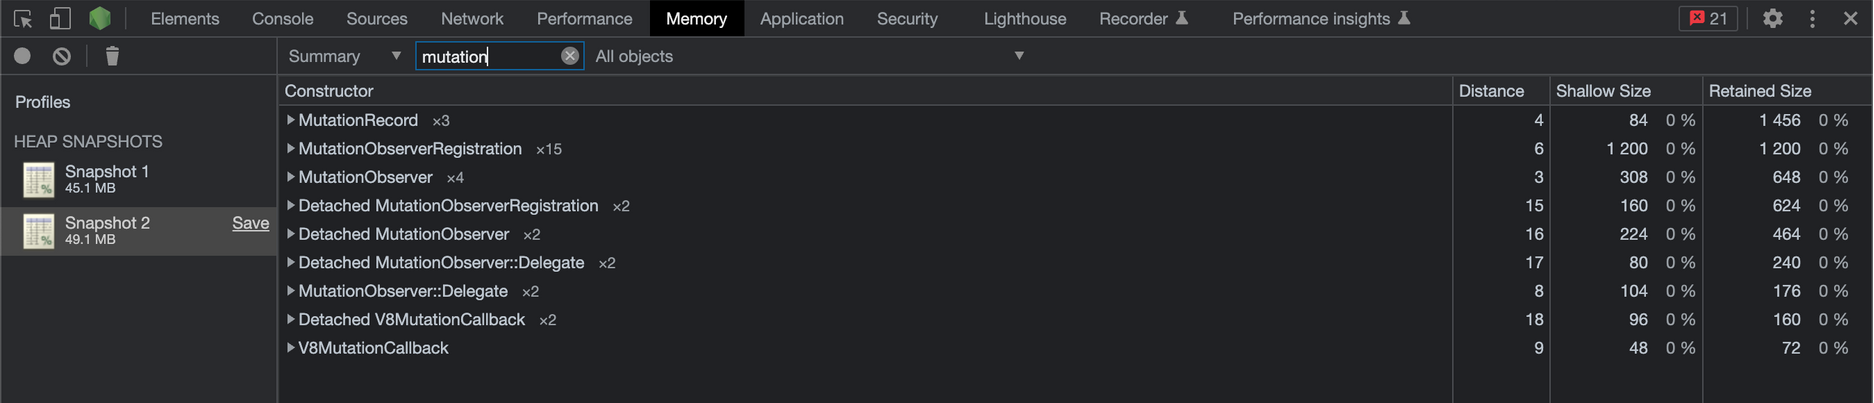 Elements Console Sources Network Performance Memory Application Security Lighthouse Recorder Performance insights 21
Summary mutation All objects
Profiles
HEAP SNAPSHOTS
Snapshot 1
45.1 MB
Snapshot 2 Save
49.1 MB
Constructor Distance Shallow Size Retained Size
MutationRecord ×3 4 84 0 % 1 456 0 %
MutationObserverRegistration ×15 6 1 200 0 % 1 200 0 %
MutationObserver ×4 3 308 0 % 648 0 %
Detached MutationObserverRegistration ×2 15 160 0 % 624 0 %
Detached MutationObserver ×2 16 224 0 % 464 0 %
Detached MutationObserver::Delegate ×2 17 80 0 % 240 0 %
MutationObserver::Delegate ×2 8 104 0 % 176 0 %
Detached V8MutationCallback ×2 18 96 0 % 160 0 %
V8MutationCallback 9 48 0 % 72 0 %